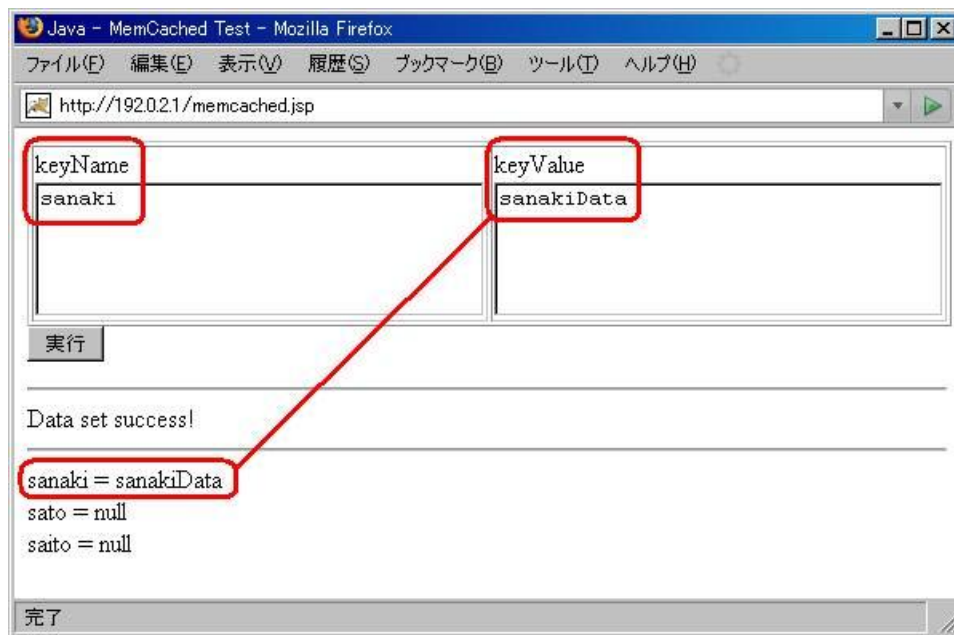 Java - MemCached Test - Mozilla Firefox
ファイル(F) 編集(E) 表示(V) 履歴(S) ブックマーク(B) ツール(T) ヘルプ(H)
http://192.0.2.1/memcached.jsp
keyName keyValue
sanaki sanakiData
実行
Data set success!
sanaki = sanakiData
sato = null
saito = null
完了